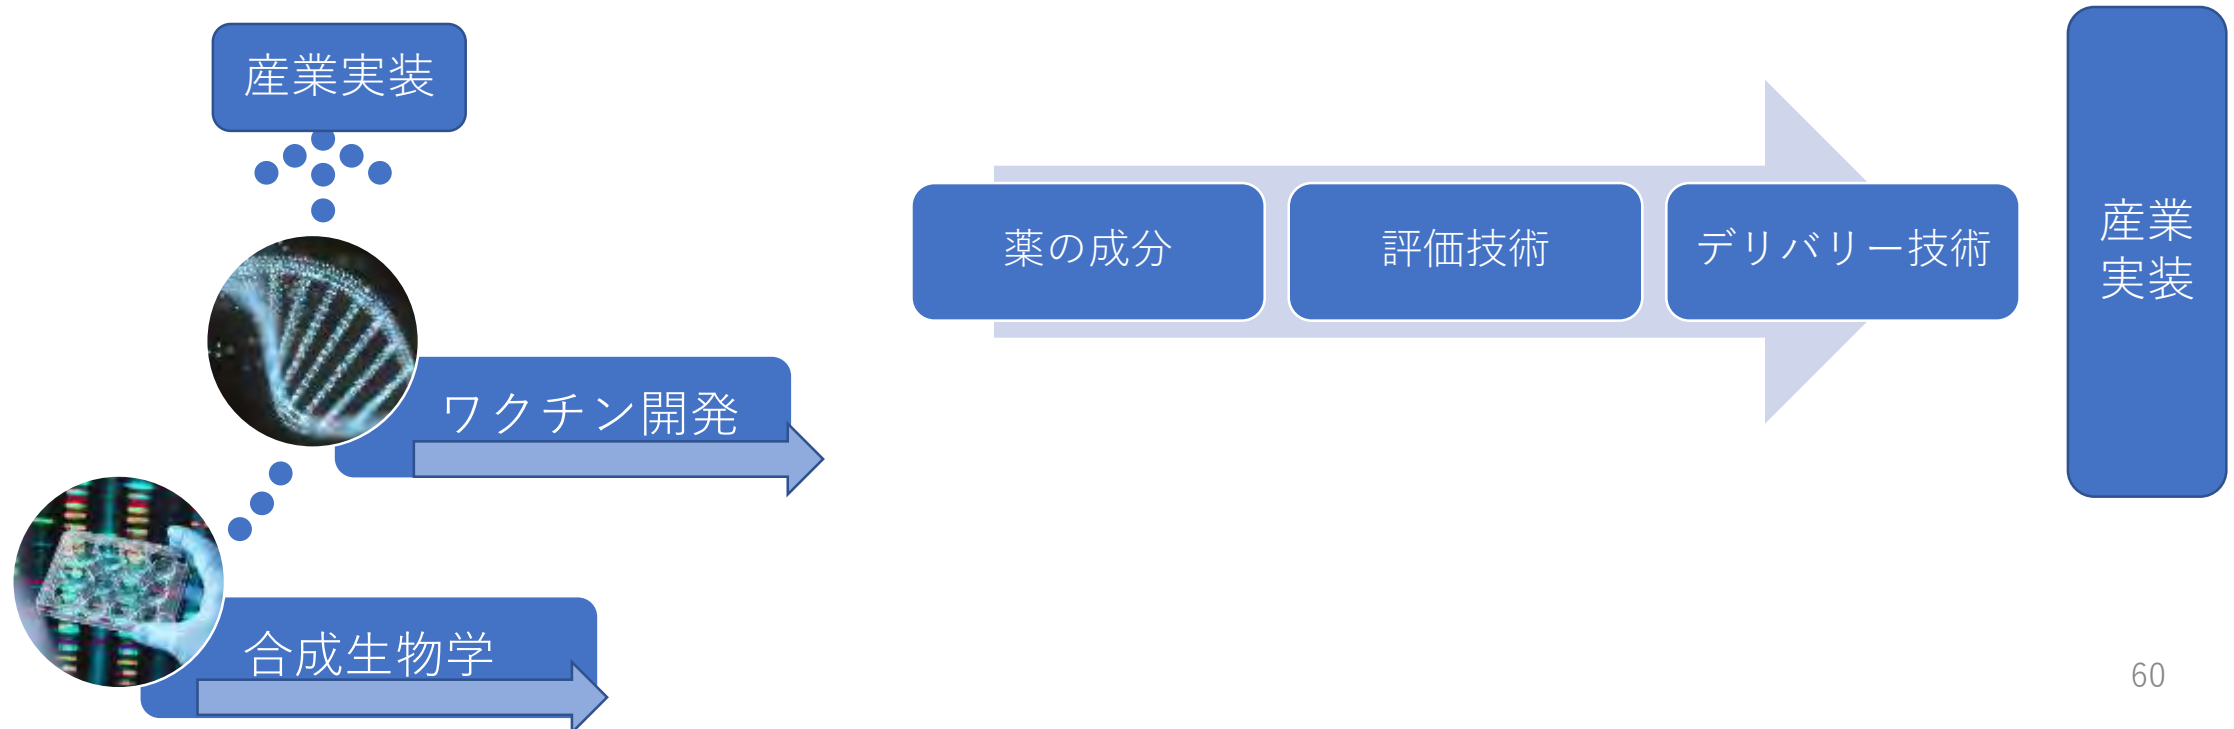 産業実装
ワクチン開発
合成生物学
薬の成分
評価技術
デリバリー技術
産業
実装
60